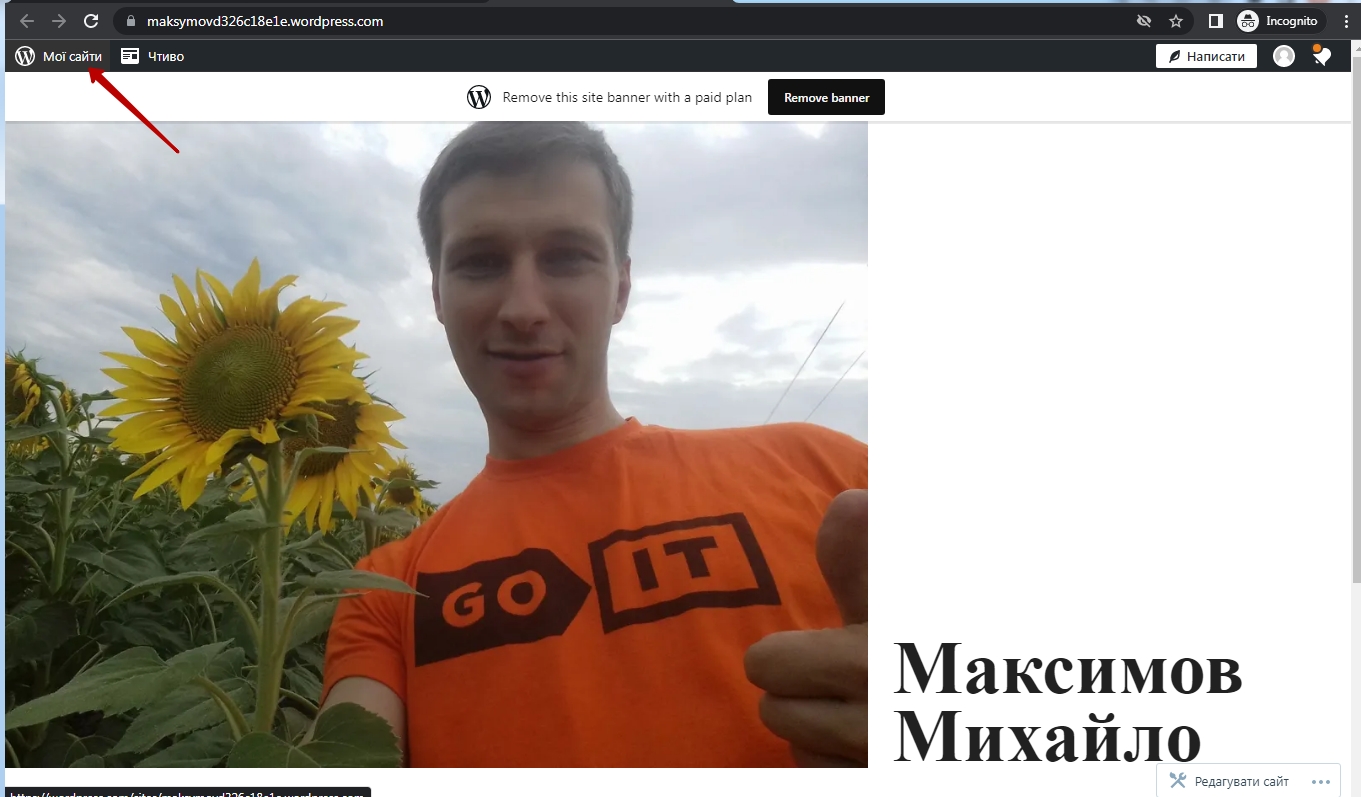 maksymovd326c18e1e.wordpress.com
Incognito
Мої сайти
Чтиво
Написати
Remove this site banner with a paid plan
Remove banner
GO IT
Максимов
Михайло
Редагувати сайт